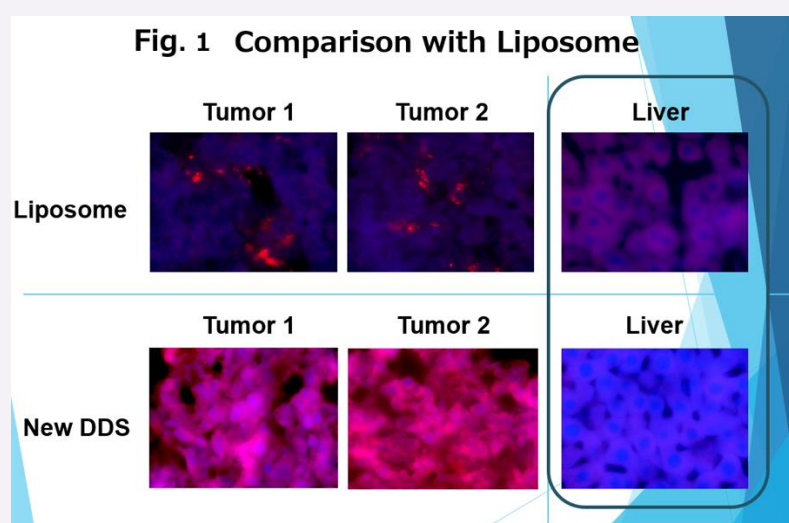 Fig. 1 Comparison with Liposome
Tumor 1 Tumor 2 Liver
Liposome
Tumor 1 Tumor 2 Liver
New DDS